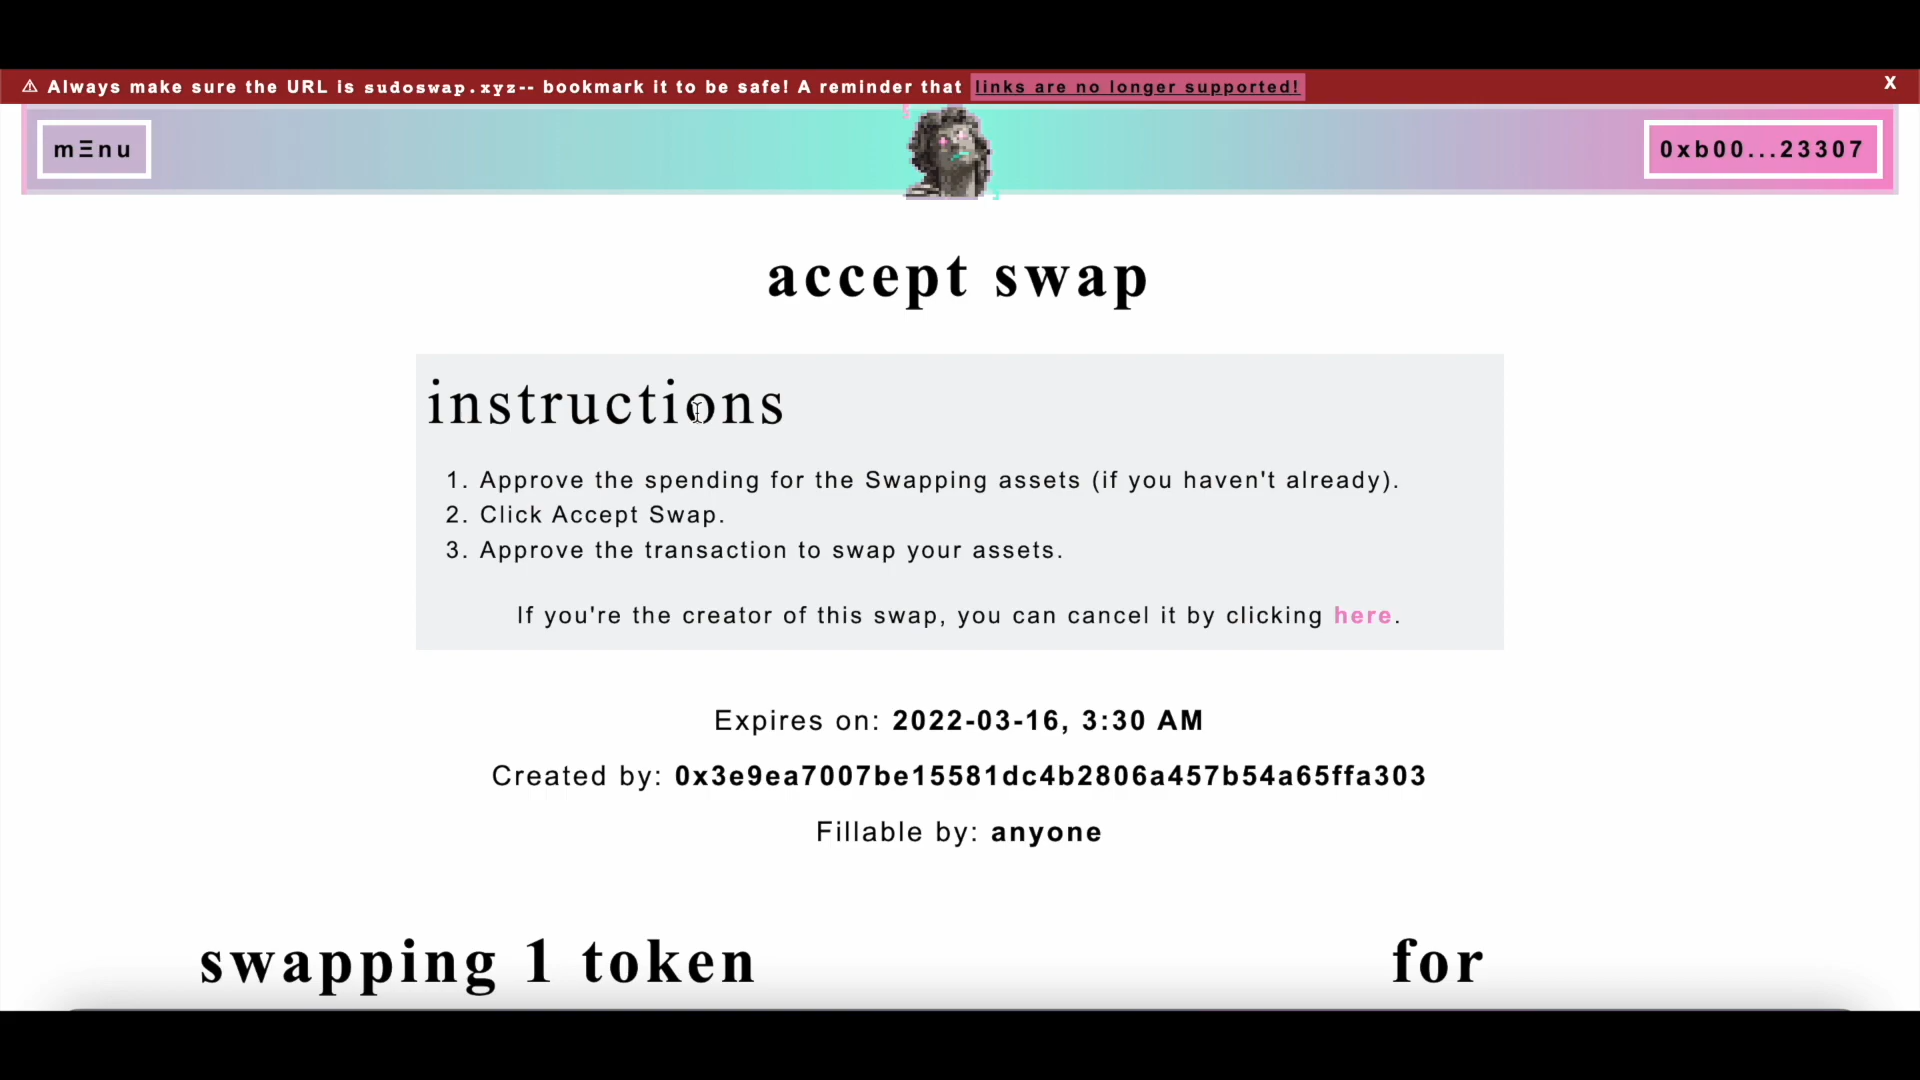 ⚠ Always make sure the URL is sudoswap.xyz-- bookmark it to be safe! A reminder that links are no longer supported! X
mΞnu 0xb00...23307
accept swap
instructions
1. Approve the spending for the Swapping assets (if you haven't already).
2. Click Accept Swap.
3. Approve the transaction to swap your assets.
If you're the creator of this swap, you can cancel it by clicking here.
Expires on: 2022-03-16, 3:30 AM
Created by: 0x3e9ea7007be15581dc4b2806a457b54a65ffa303
Fillable by: anyone
swapping 1 token for